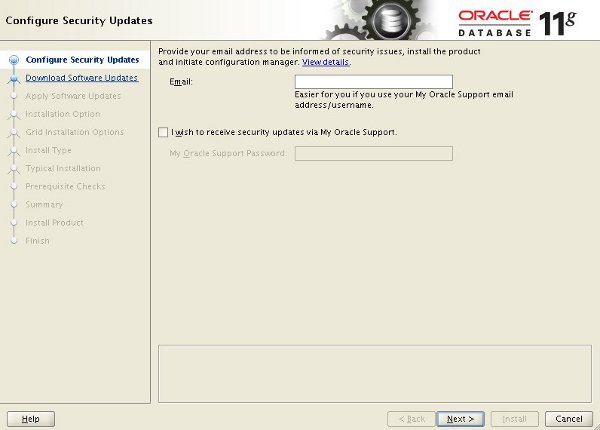 Configure Security Updates
ORACLE
DATABASE
11g
Configure Security Updates
Download Software Updates
Apply Software Updates
Installation Option
Grid Installation Options
Install Type
Typical Installation
Prerequisite Checks
Summary
Install Product
Finish
Provide your email address to be informed of security issues, install the product
and initiate configuration manager. View details.
Email:
Easier for you if you use your My Oracle Support email
address/username.
I wish to receive security updates via My Oracle Support.
My Oracle Support Password:
Help
< Back
Next >
Install
Cancel